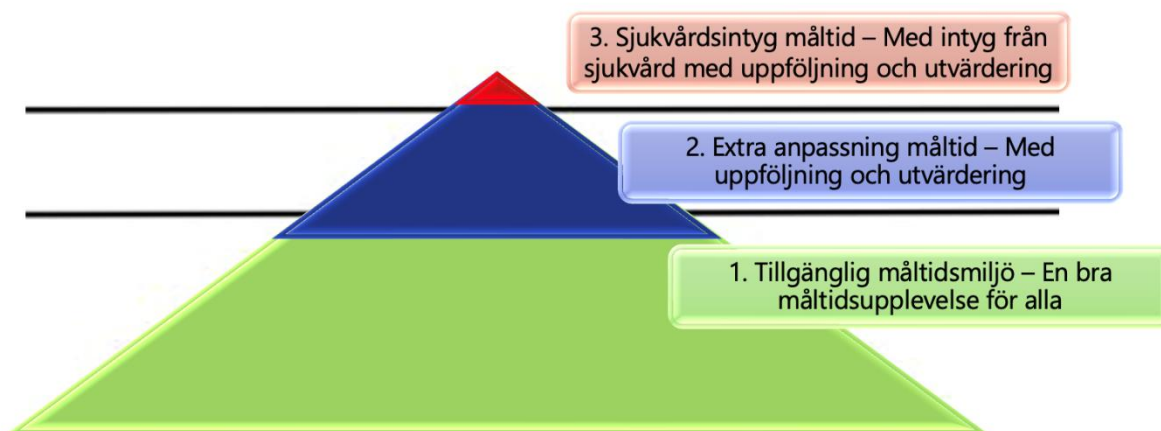 3. Sjukvårdsintyg måltid – Med intyg från
sjukvård med uppföljning och utvärdering
2. Extra anpassning måltid – Med
uppföljning och utvärdering
1. Tillgänglig måltidsmiljö – En bra
måltidsupplevelse för alla